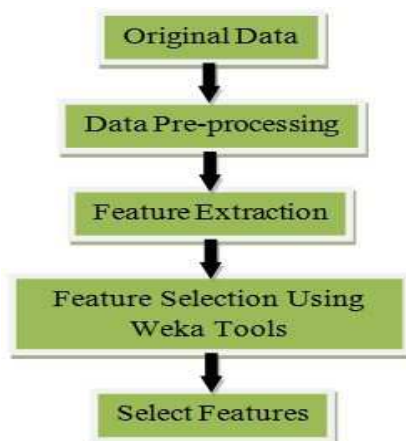 Original Data
Data Pre-processing
Feature Extraction
Feature Selection Using
Weka Tools
Select Features